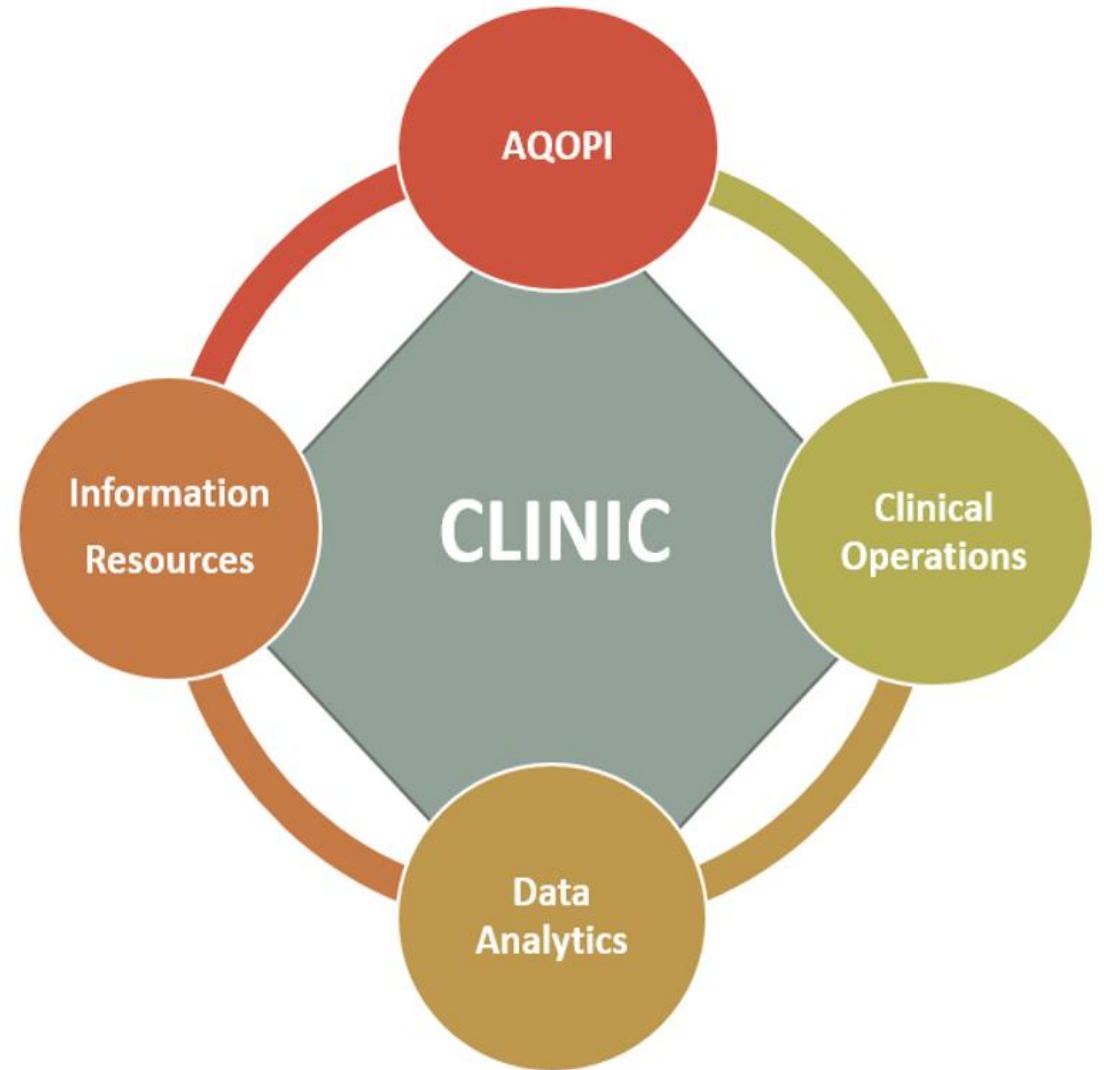 AQOPI
Information
Resources
CLINIC
Clinical
Operations
Data
Analytics